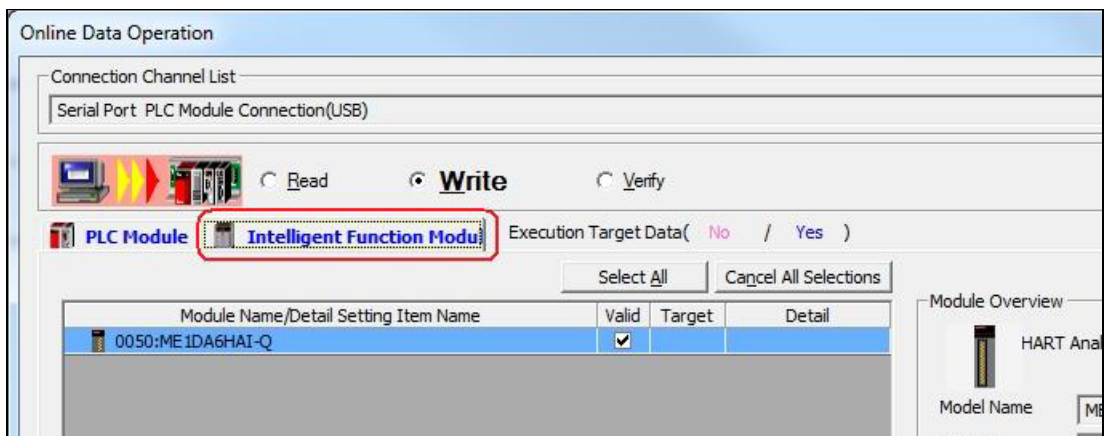 Online Data Operation
Connection Channel List
Serial Port PLC Module Connection(USB)
Read Write Verify
PLC Module Intelligent Function Modu Execution Target Data( No / Yes )
Select All Cancel All Selections
Module Name/Detail Setting Item Name Valid Target Detail Module Overview
0050:ME1DA6HAI-Q
HART Anal
Model Name ME